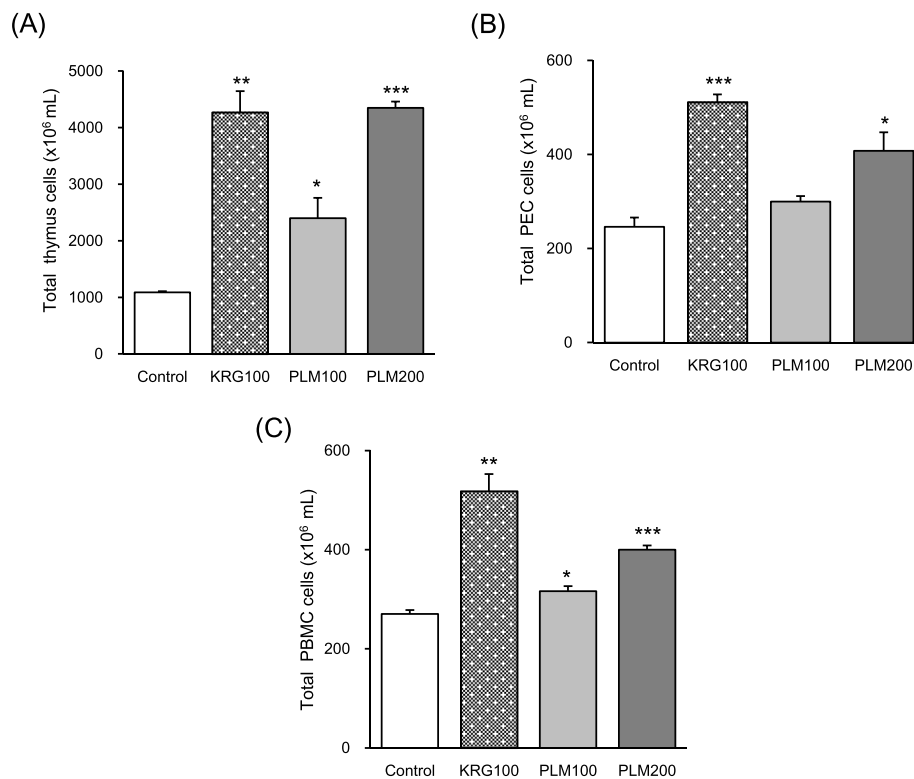 (A)
Total thymus cells (x10⁶ mL)
5000
4000
3000
2000
1000
0
**
*
***
Control KRG100 PLM100 PLM200
(B)
Total PEC cells (x10⁶ mL)
600
400
200
0
***
*
Control KRG100 PLM100 PLM200
(C)
Total PBMC cells (x10⁶ mL)
600
400
200
0
**
*
***
Control KRG100 PLM100 PLM200